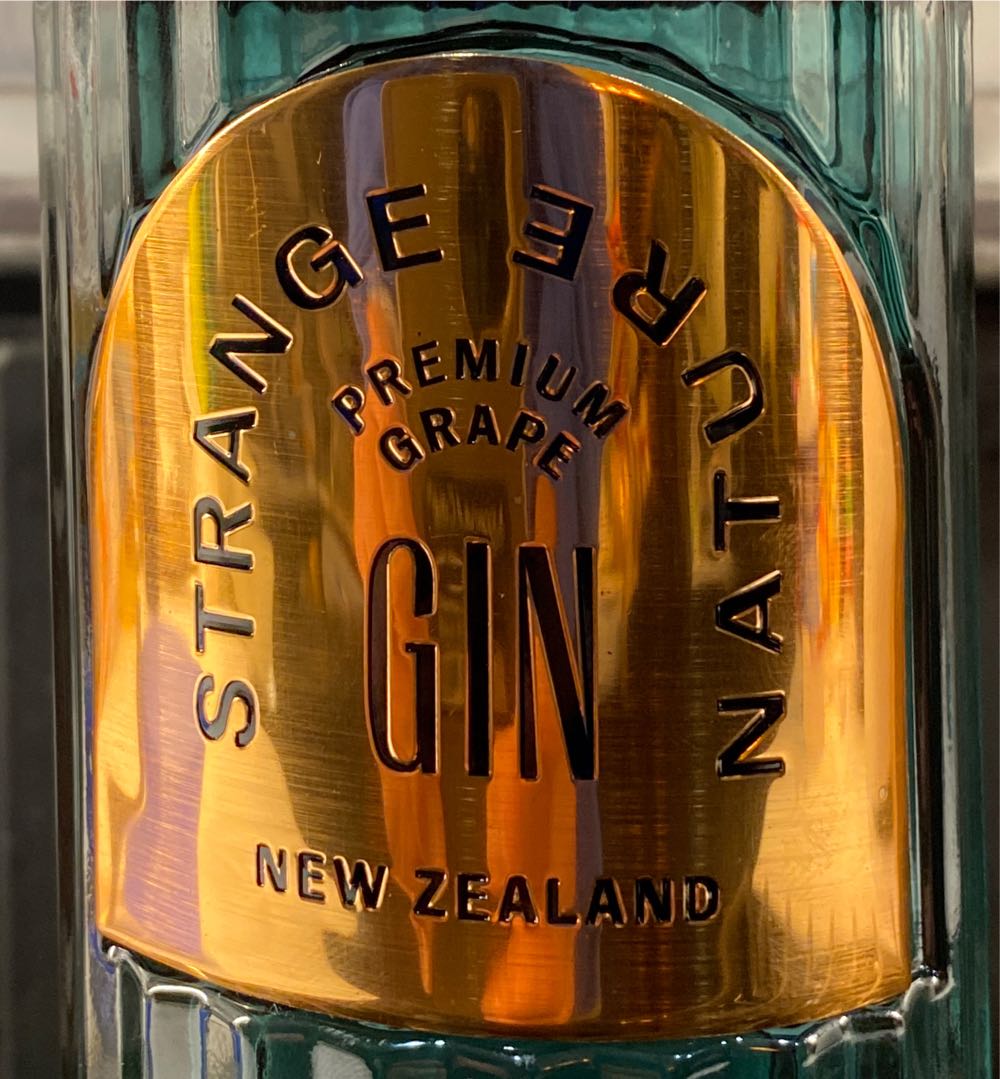 STRANGE
NATURE
PREMIUM
GRAPE
GIN
NEW ZEALAND